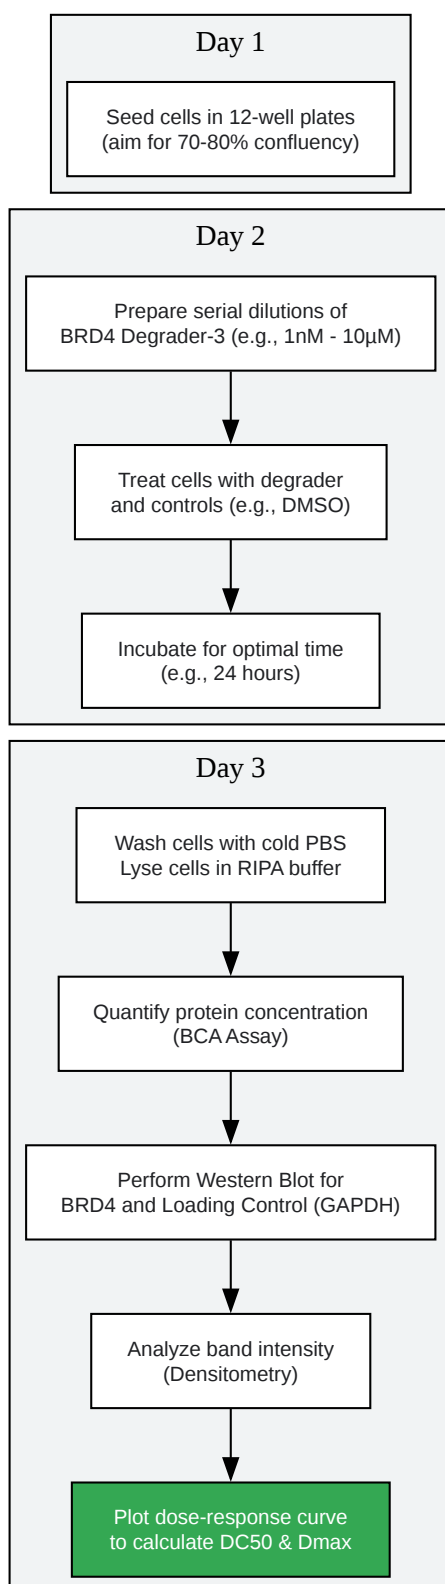 Day 1
Seed cells in 12-well plates
(aim for 70-80% confluency)
Day 2
Prepare serial dilutions of
BRD4 Degrader-3 (e.g., 1nM - 10µM)
Treat cells with degrader
and controls (e.g., DMSO)
Incubate for optimal time
(e.g., 24 hours)
Day 3
Wash cells with cold PBS
Lyse cells in RIPA buffer
Quantify protein concentration
(BCA Assay)
Perform Western Blot for
BRD4 and Loading Control (GAPDH)
Analyze band intensity
(Densitometry)
Plot dose-response curve
to calculate DC50 & Dmax